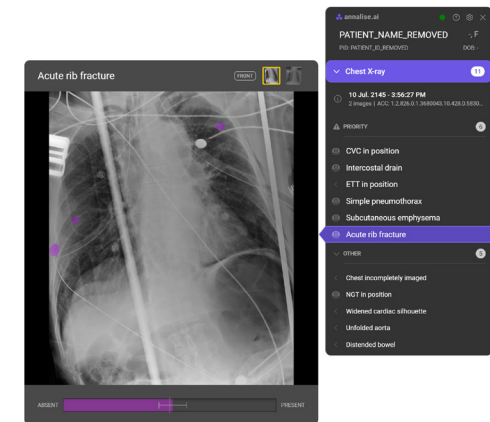 Acute rib fracture
FRONT
ABSENT
PRESENT
annalise.ai
PATIENT_NAME_REMOVED
-, F
PID: PATIENT_ID_REMOVED
DOB: -
Chest X-ray
11
10 Jul. 2145 - 3:56:27 PM
2 images | ACC: 1.2.826.0.1.3680043.10.428.0.5830...
PRIORITY
6
CVC in position
Intercostal drain
ETT in position
Simple pneumothorax
Subcutaneous emphysema
Acute rib fracture
OTHER
5
Chest incompletely imaged
NGT in position
Widened cardiac silhouette
Unfolded aorta
Distended bowel